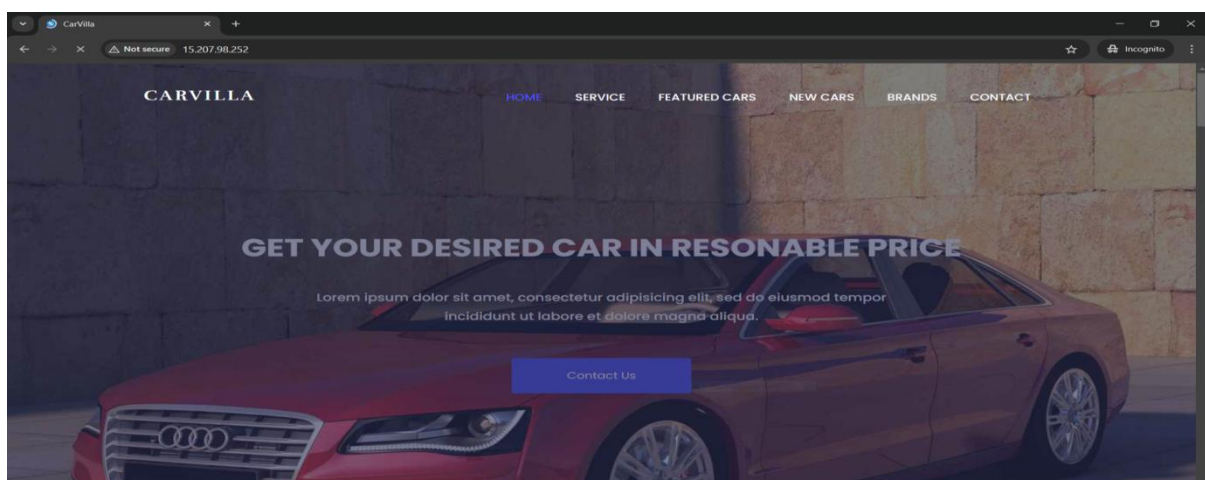 CarVilla
Not secure 15.207.98.252
Incognito
CARVILLA
HOME SERVICE FEATURED CARS NEW CARS BRANDS CONTACT
GET YOUR DESIRED CAR IN RESONABLE PRICE
Lorem ipsum dolor sit amet, consectetur adipisicing elit, sed do eiusmod tempor
incididunt ut labore et dolore magna aliqua.
Contact Us